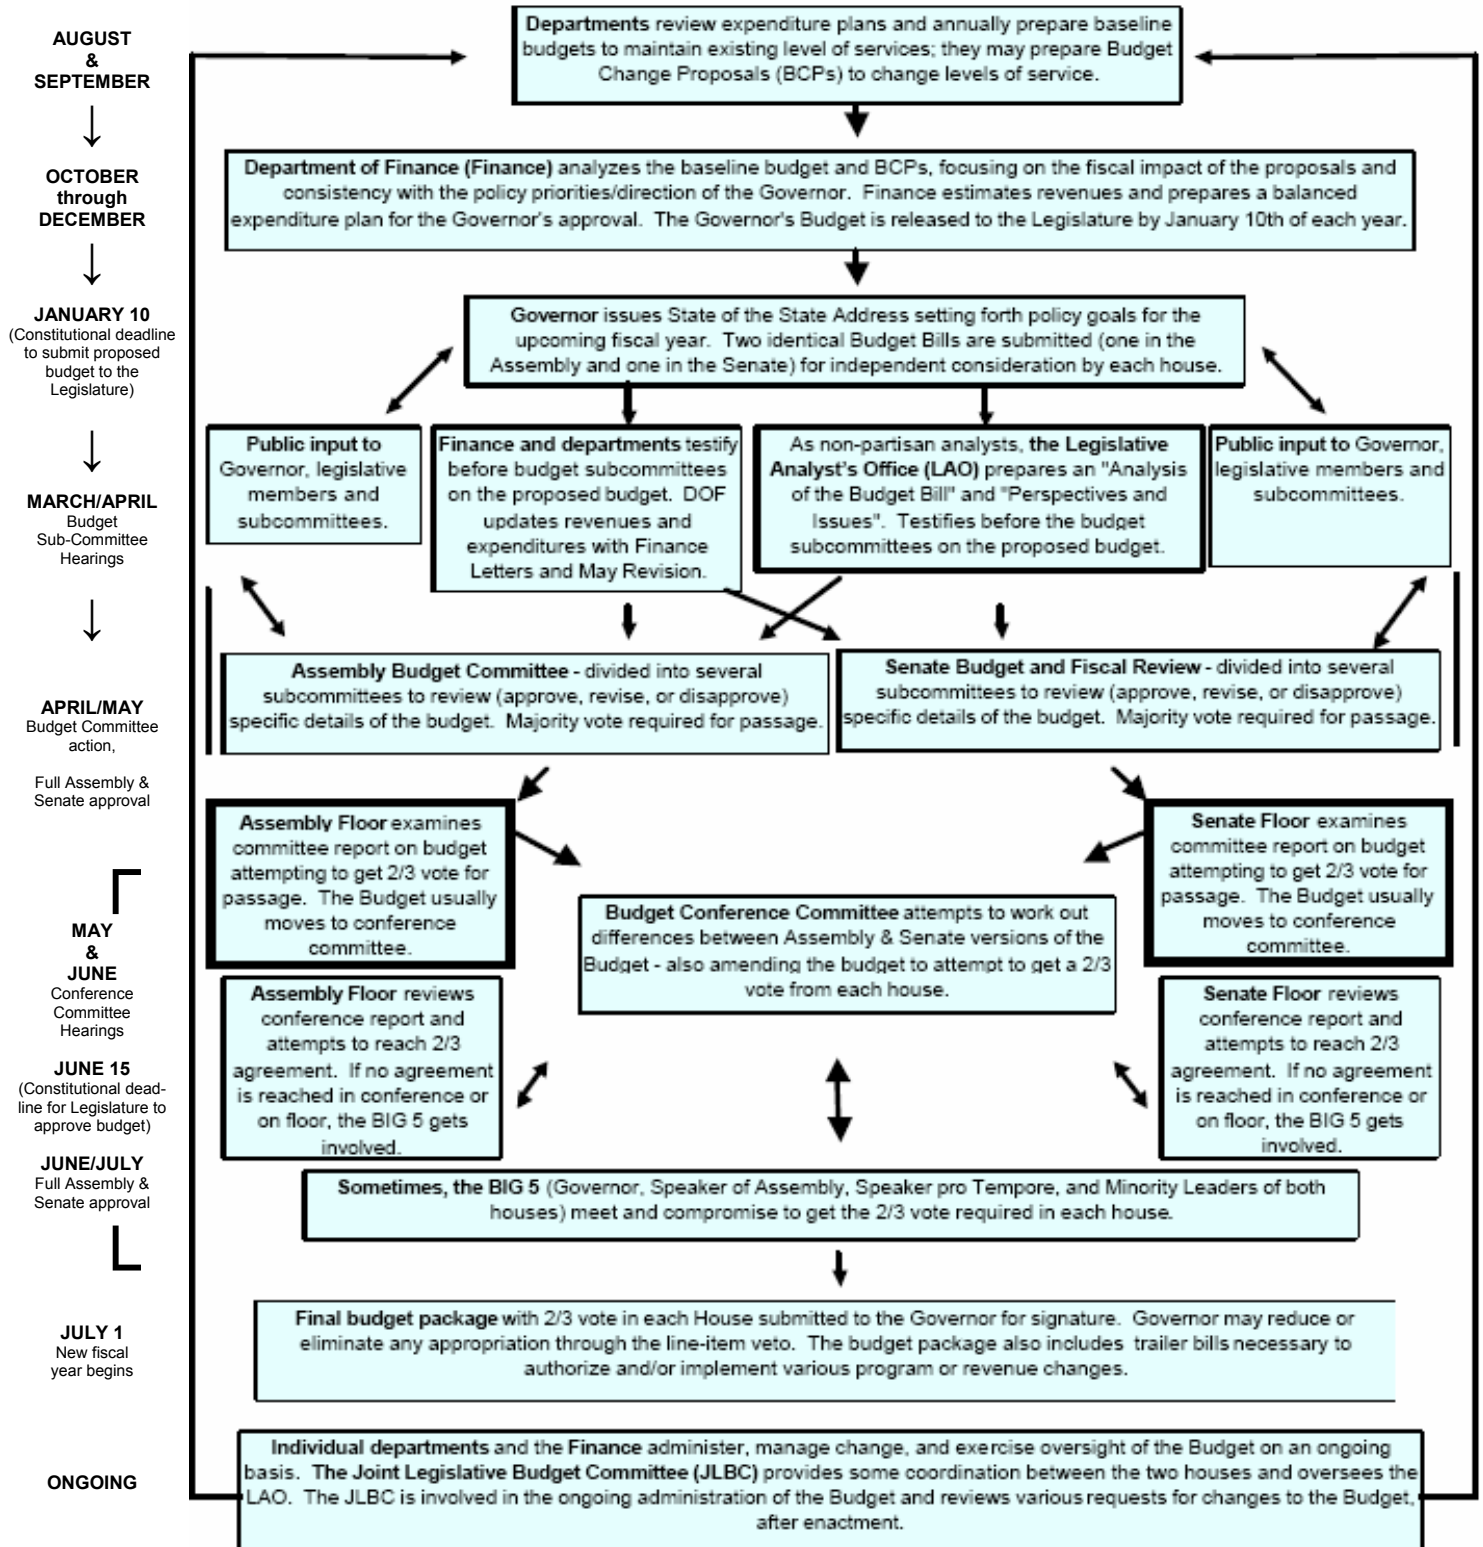 AUGUST
&
SEPTEMBER
Departments review expenditure plans and annually prepare baseline
budgets to maintain existing level of services; they may prepare Budget
Change Proposals (BCPs) to change levels of service.
OCTOBER
through
DECEMBER
Department of Finance (Finance) analyzes the baseline budget and BCPs, focusing on the fiscal impact of the proposals and
consistency with the policy priorities/direction of the Governor. Finance estimates revenues and prepares a balanced
expenditure plan for the Governor's approval. The Governor's Budget is released to the Legislature by January 10th of each year.
JANUARY 10
(Constitutional deadline
to submit proposed
budget to the
Legislature)
Governor issues State of the State Address setting forth policy goals for the
upcoming fiscal year. Two identical Budget Bills are submitted (one in the
Assembly and one in the Senate) for independent consideration by each house.
MARCH/APRIL
Budget
Sub-Committee
Hearings
Public input to
Governor, legislative
members and
subcommittees.
Finance and departments testify
before budget subcommittees
on the proposed budget. DOF
updates revenues and
expenditures with Finance
Letters and May Revision.
As non-partisan analysts, the Legislative
Analyst's Office (LAO) prepares an "Analysis
of the Budget Bill" and "Perspectives and
Issues". Testifies before the budget
subcommittees on the proposed budget.
Public input to Governor,
legislative members and
subcommittees.
APRIL/MAY
Budget Committee
action,
Full Assembly &
Senate approval
Assembly Budget Committee - divided into several
subcommittees to review (approve, revise, or disapprove)
specific details of the budget. Majority vote required for passage.
Senate Budget and Fiscal Review - divided into several
subcommittees to review (approve, revise, or disapprove)
specific details of the budget. Majority vote required for passage.
Assembly Floor examines
committee report on budget
attempting to get 2/3 vote for
passage. The Budget usually
moves to conference
committee.
Senate Floor examines
committee report on budget
attempting to get 2/3 vote for
passage. The Budget usually
moves to conference
committee.
MAY
&
JUNE
Conference
Committee
Hearings
Budget Conference Committee attempts to work out
differences between Assembly & Senate versions of the
Budget - also amending the budget to attempt to get a 2/3
vote from each house.
Assembly Floor reviews
conference report and
attempts to reach 2/3
agreement. If no agreement
is reached in conference or
on floor, the BIG 5 gets
involved.
Senate Floor reviews
conference report and
attempts to reach 2/3
agreement. If no agreement
is reached in conference or
on floor, the BIG 5 gets
involved.
JUNE 15
(Constitutional dead-
line for Legislature to
approve budget)
JUNE/JULY
Full Assembly &
Senate approval
Sometimes, the BIG 5 (Governor, Speaker of Assembly, Speaker pro Tempore, and Minority Leaders of both
houses) meet and compromise to get the 2/3 vote required in each house.
JULY 1
New fiscal
year begins
Final budget package with 2/3 vote in each House submitted to the Governor for signature. Governor may reduce or
eliminate any appropriation through the line-item veto. The budget package also includes trailer bills necessary to
authorize and/or implement various program or revenue changes.
ONGOING
Individual departments and the Finance administer, manage change, and exercise oversight of the Budget on an ongoing
basis. The Joint Legislative Budget Committee (JLBC) provides some coordination between the two houses and oversees the
LAO. The JLBC is involved in the ongoing administration of the Budget and reviews various requests for changes to the Budget,
after enactment.